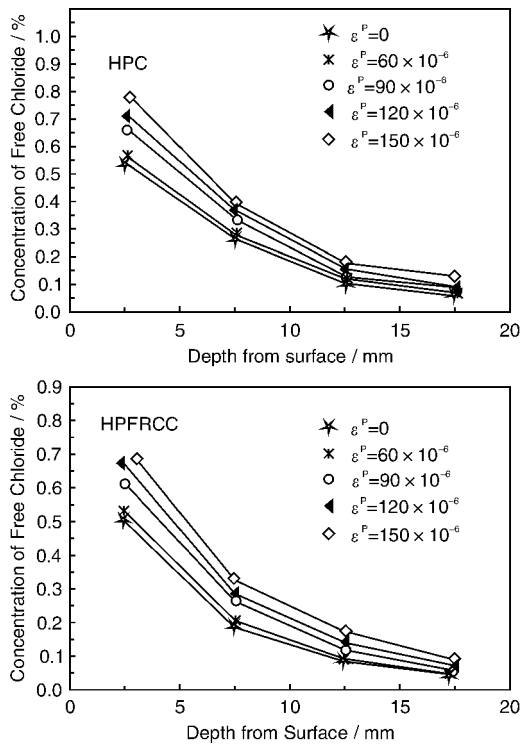 Concentration of Free Chloride / %
1.0
0.9
0.8
0.7
0.6
0.5
0.4
0.3
0.2
0.1
0.0
HPC
εᴾ=0
εᴾ=60 × 10⁻⁶
εᴾ=90 × 10⁻⁶
εᴾ=120 × 10⁻⁶
εᴾ=150 × 10⁻⁶
0 5 10 15 20
Depth from surface / mm
Concentration of Free Chloride / %
0.9
0.8
0.7
0.6
0.5
0.4
0.3
0.2
0.1
0.0
HPFRCC
εᴾ=0
εᴾ=60 × 10⁻⁶
εᴾ=90 × 10⁻⁶
εᴾ=120 × 10⁻⁶
εᴾ=150 × 10⁻⁶
0 5 10 15 20
Depth from Surface / mm